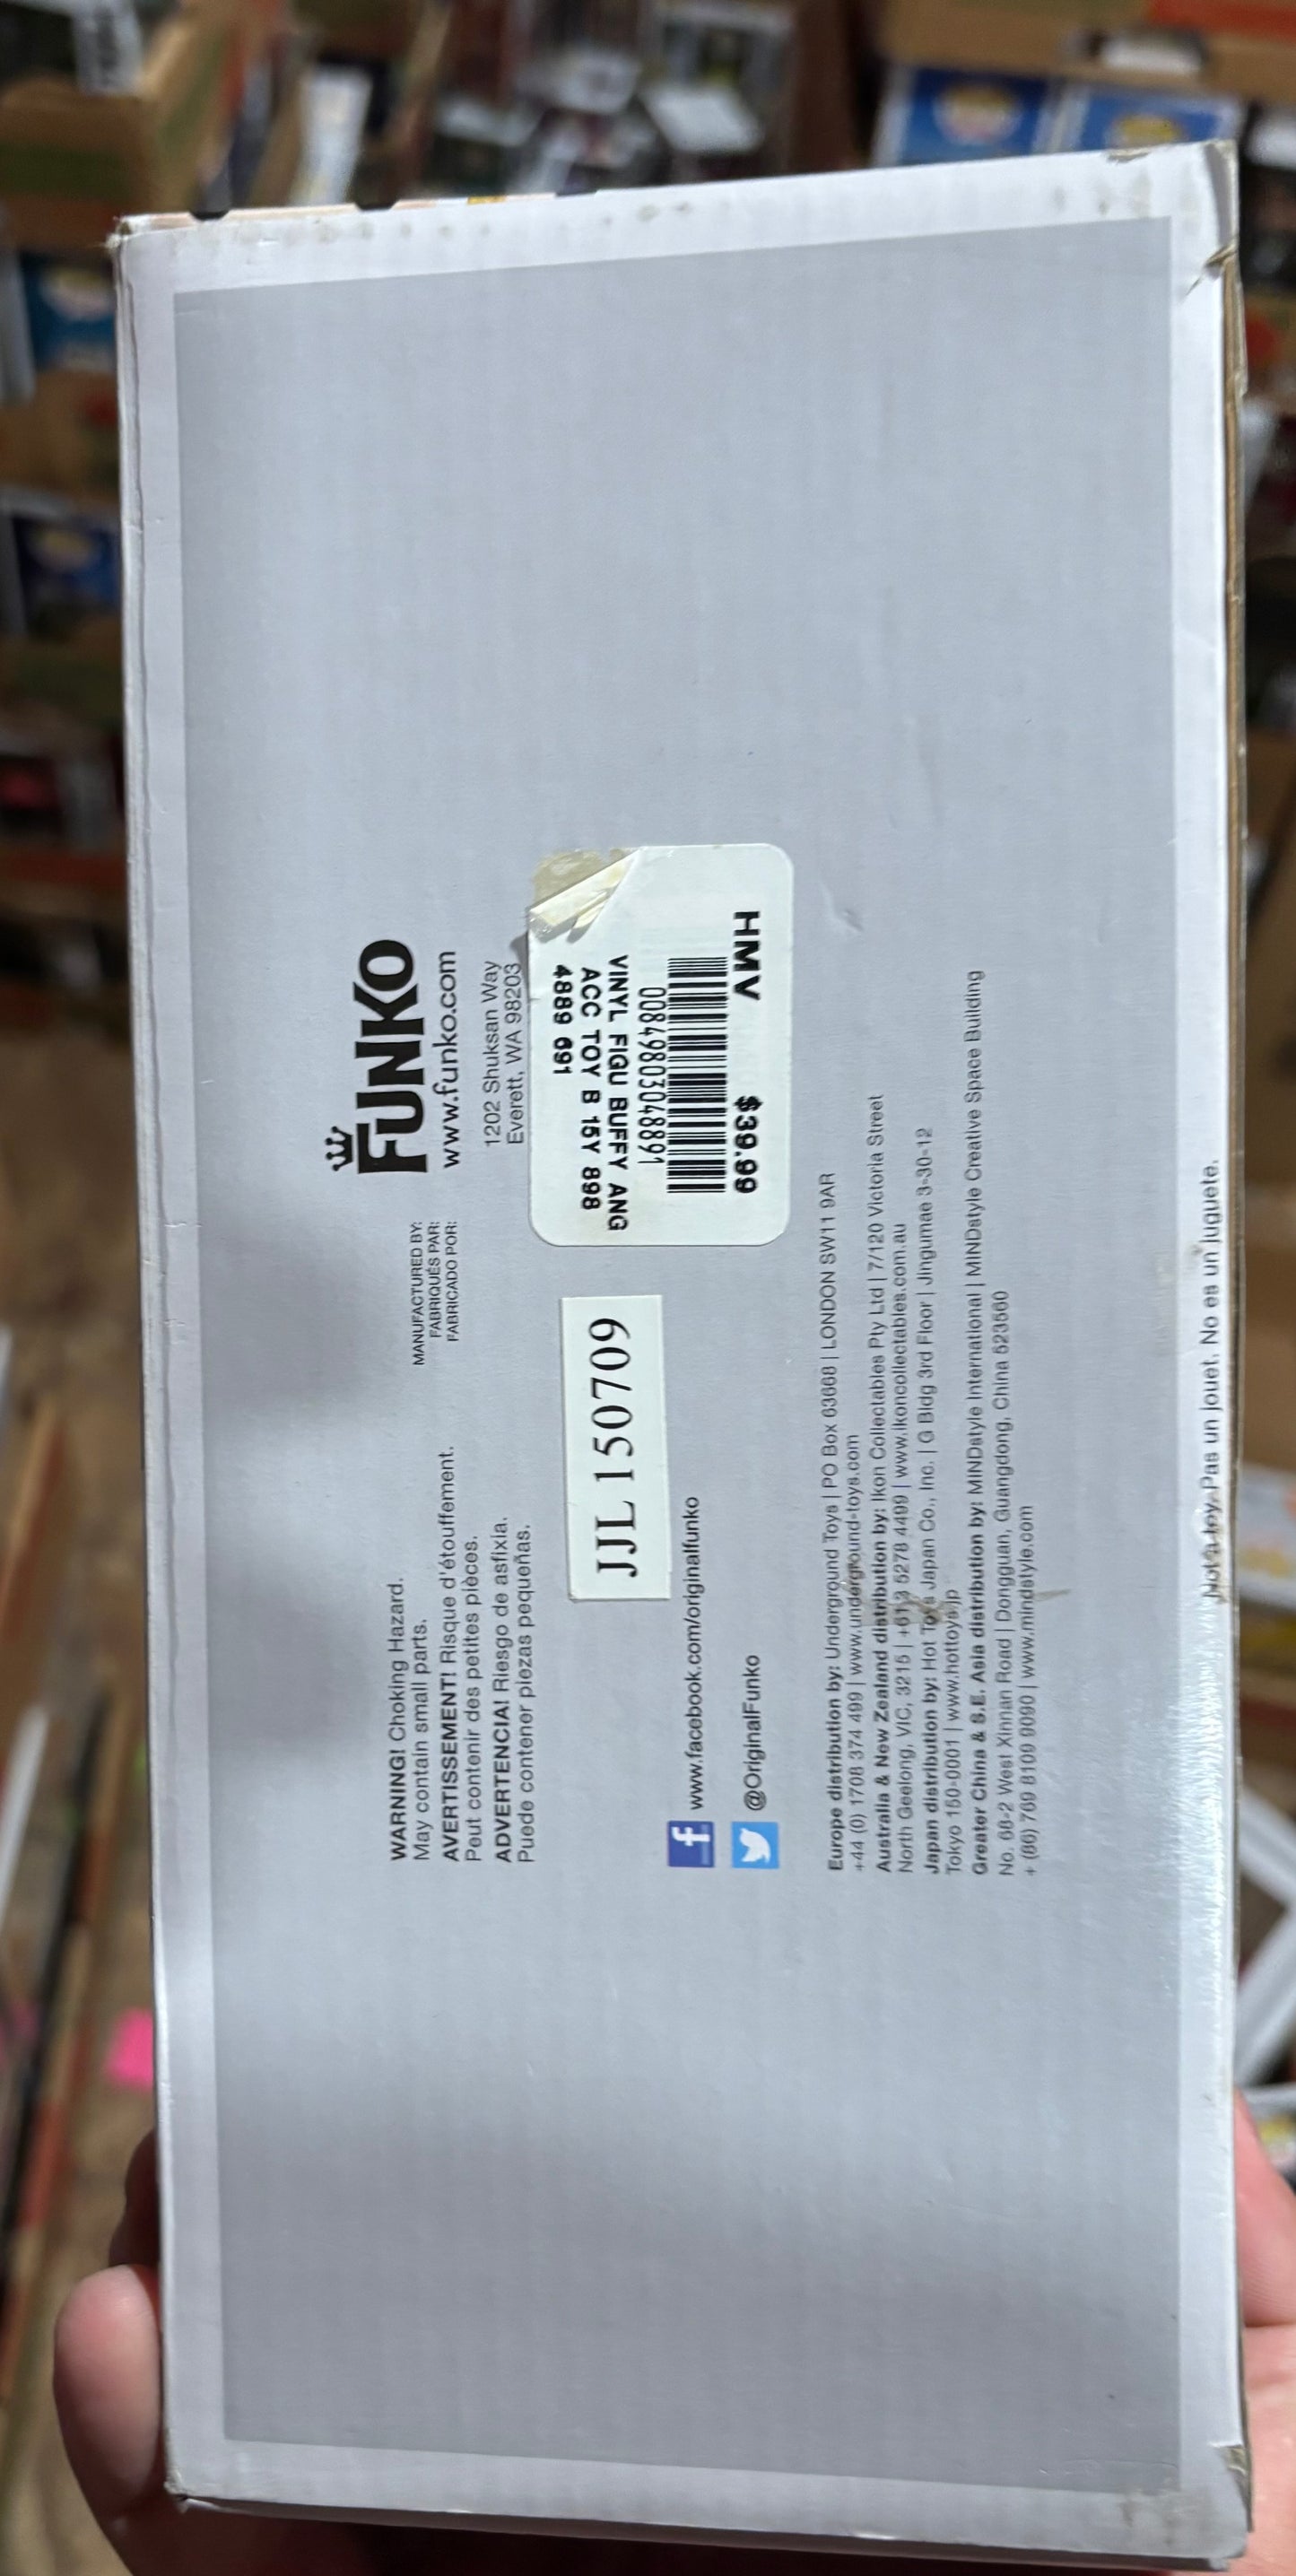 WARNING! Choking Hazard.
May contain small parts.
AVERTISSEMENT! Risque d'étouffement.
Peut contenir des petites pièces.
ADVERTENCIA! Riesgo de asfixia.
Puede contener piezas pequeñas.
MANUFACTURED BY:
FABRIQUÉS PAR:
FABRICADO POR:
FUNKO
www.funko.com
1202 Shuksan Way
Everett, WA 98203
JJL 150709
4889 691
ACC TOY B 15Y 898
VINYL FIGU BUFFY ANG
00849803048891
$39.99 HMV
f www.facebook.com/originalfunko
@OriginalFunko
Europe distribution by: Underground Toys | PO Box 63668 | LONDON SW11 9AR
+44 (0) 1708 374 499 | www.underground-toys.com
Australia & New Zealand distribution by: Ikon Collectables Pty Ltd | 7/120 Victoria Street
North Geelong, VIC, 3215 | +613 5278 4499 | www.ikoncollectables.com.au
Japan distribution by: Hot Toys Japan Co., Inc. | G Bldg 3rd Floor | Jingumae 3-30-12
Tokyo 150-0001 | www.hottoys.jp
Greater China & S.E. Asia distribution by: MINDstyle International | MINDstyle Creative Space Building
No. 68-2 West Xinnan Road | Dongguan, Guangdong, China 523560
+ (86) 769 8109 9090 | www.mindstyle.com
Not a toy. Pas un jouet. No es un juguete.